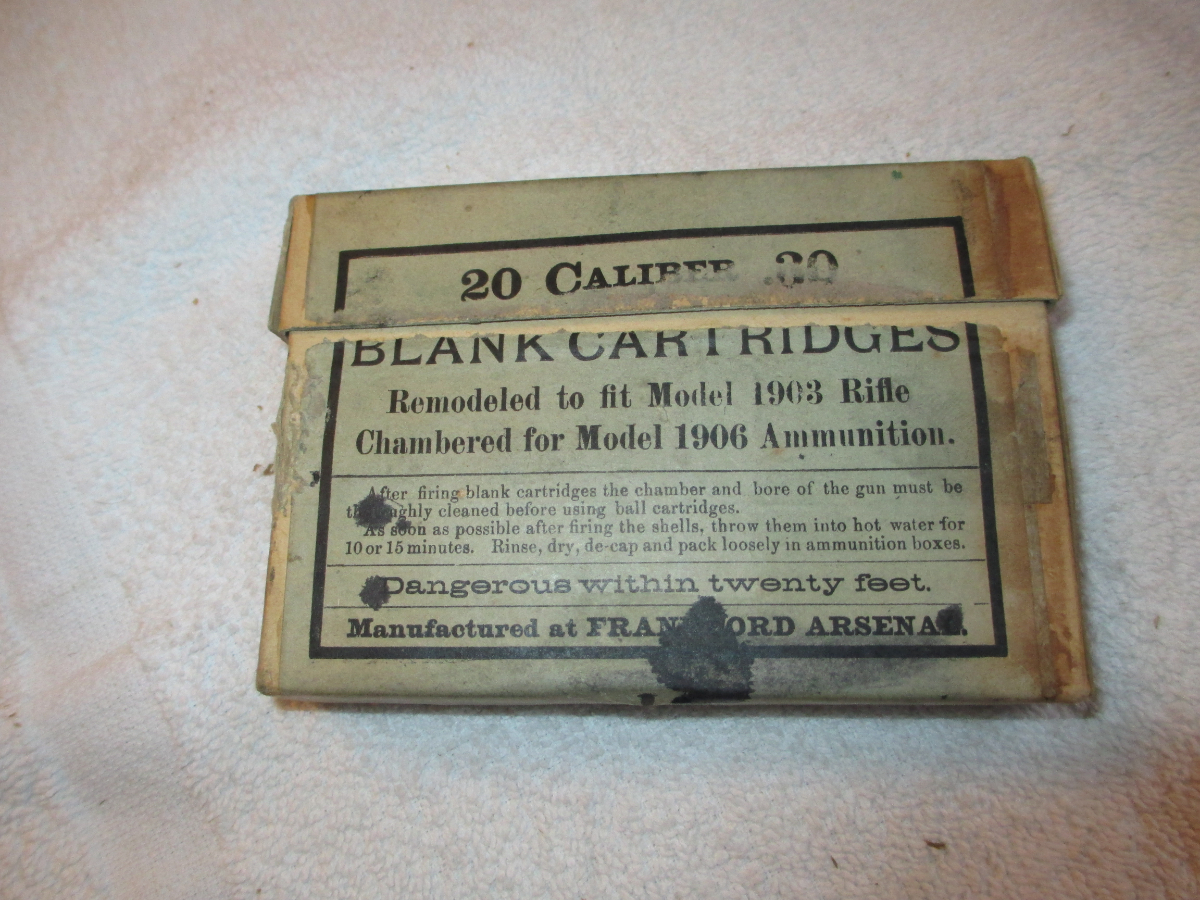 20 CALIBER .30
BLANK CARTRIDGES
Remodeled to fit Model 1903 Rifle
Chambered for Model 1906 Ammunition.
After firing blank cartridges the chamber and bore of the gun must be
thoroughly cleaned before using ball cartridges.
As soon as possible after firing the shells, throw them into hot water for
10 or 15 minutes. Rinse, dry, de-cap and pack loosely in ammunition boxes.
Dangerous within twenty feet.
Manufactured at FRANKFORD ARSENAL.